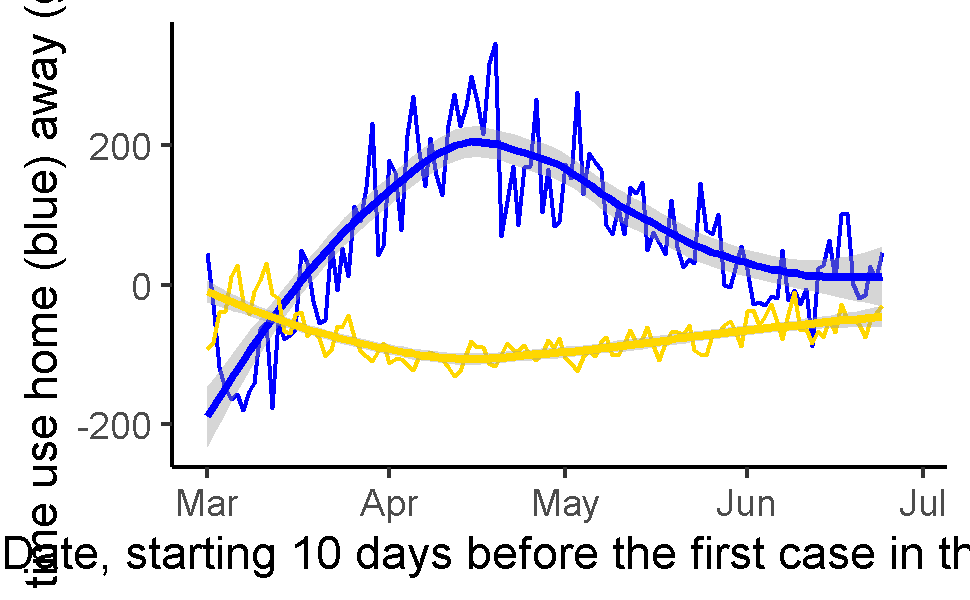 time use home (blue) away (
200
0
-200
Mar Apr May Jun Jul
Date, starting 10 days before the first case in th